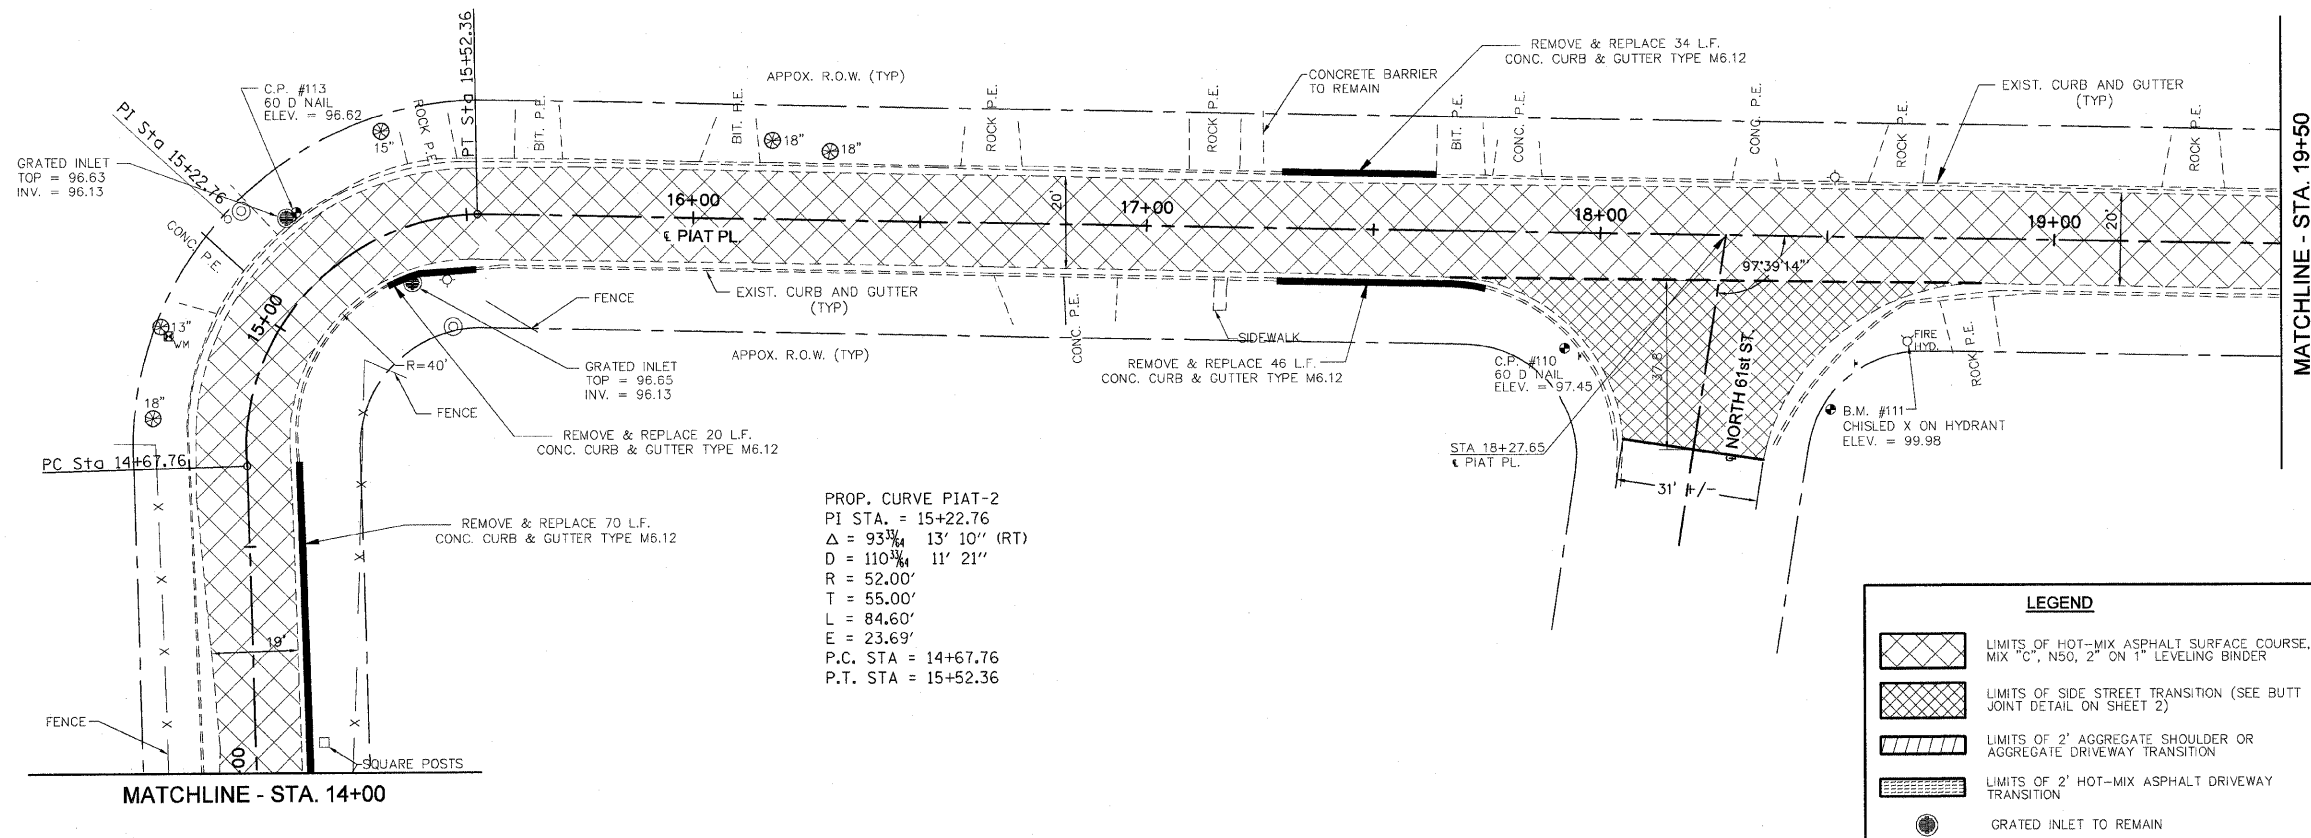 PI Sta 15+22.76
C.P. #113
60 D NAIL
ELEV. = 96.62
GRATED INLET
TOP = 96.63
INV. = 96.13
CONC. P.E.
15"
ROCK P.E.
PT Sta 15+52.36
BIT. P.E.
APPOX. R.O.W. (TYP)
BIT. P.E.
18"
18"
ROCK P.E.
ROCK P.E.
CONCRETE BARRIER
TO REMAIN
REMOVE & REPLACE 34 L.F.
CONC. CURB & GUTTER TYPE M6.12
BIT. P.E.
CONC. P.E.
CONC. P.E.
ROCK P.E.
EXIST. CURB AND GUTTER
(TYP)
ROCK P.E.
MATCHLINE - STA. 19+50
15+00
16+00
℄ PIAT PL.
20'
17+00
18+00
97°39'14"
19+00
20'
13"
WM
18"
PC Sta 14+67.76
R=40'
FENCE
FENCE
EXIST. CURB AND GUTTER
(TYP)
APPOX. R.O.W. (TYP)
GRATED INLET
TOP = 96.65
INV. = 96.13
REMOVE & REPLACE 20 L.F.
CONC. CURB & GUTTER TYPE M6.12
REMOVE & REPLACE 70 L.F.
CONC. CURB & GUTTER TYPE M6.12
CONC. P.E.
SIDEWALK
REMOVE & REPLACE 46 L.F.
CONC. CURB & GUTTER TYPE M6.12
C.P. #110
60 D NAIL
ELEV. = 97.45
37.8
℄ NORTH 61st ST.
FIRE
HYD.
ROCK P.E.
B.M. #111
CHISLED X ON HYDRANT
ELEV. = 99.98
STA 18+27.65
℄ PIAT PL.
31' +/-
PROP. CURVE PIAT-2
PI STA. = 15+22.76
Δ = 93 33/64 13' 10'' (RT)
D = 110 33/64 11' 21''
R = 52.00'
T = 55.00'
L = 84.60'
E = 23.69'
P.C. STA = 14+67.76
P.T. STA = 15+52.36
19'
FENCE
SQUARE POSTS
MATCHLINE - STA. 14+00
LEGEND
LIMITS OF HOT-MIX ASPHALT SURFACE COURSE,
MIX "C", N50, 2" ON 1" LEVELING BINDER
LIMITS OF SIDE STREET TRANSITION (SEE BUTT
JOINT DETAIL ON SHEET 2)
LIMITS OF 2' AGGREGATE SHOULDER OR
AGGREGATE DRIVEWAY TRANSITION
LIMITS OF 2' HOT-MIX ASPHALT DRIVEWAY
TRANSITION
GRATED INLET TO REMAIN